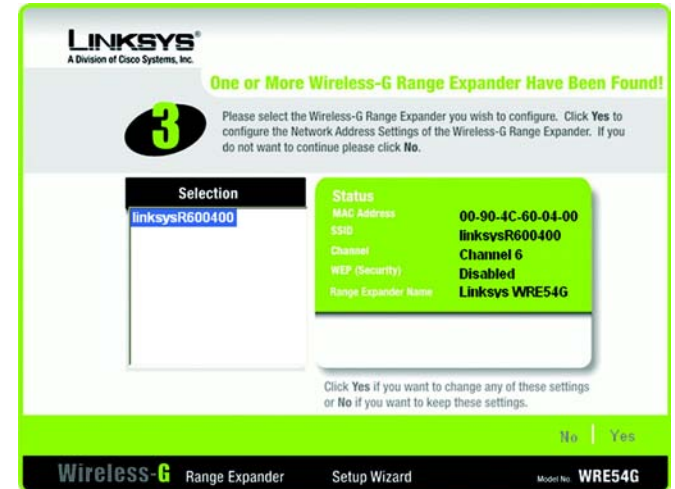 LINKSYS®
A Division of Cisco Systems, Inc.
One or More Wireless-G Range Expander Have Been Found!
3
Please select the Wireless-G Range Expander you wish to configure. Click Yes to
configure the Network Address Settings of the Wireless-G Range Expander. If you
do not want to continue please click No.
Selection
linksysR600400
Status
MAC Address 00-90-4C-60-04-00
SSID linksysR600400
Channel Channel 6
WEP (Security) Disabled
Range Expander Name Linksys WRE54G
Click Yes if you want to change any of these settings
or No if you want to keep these settings.
No Yes
Wireless-G Range Expander Setup Wizard Model No. WRE54G